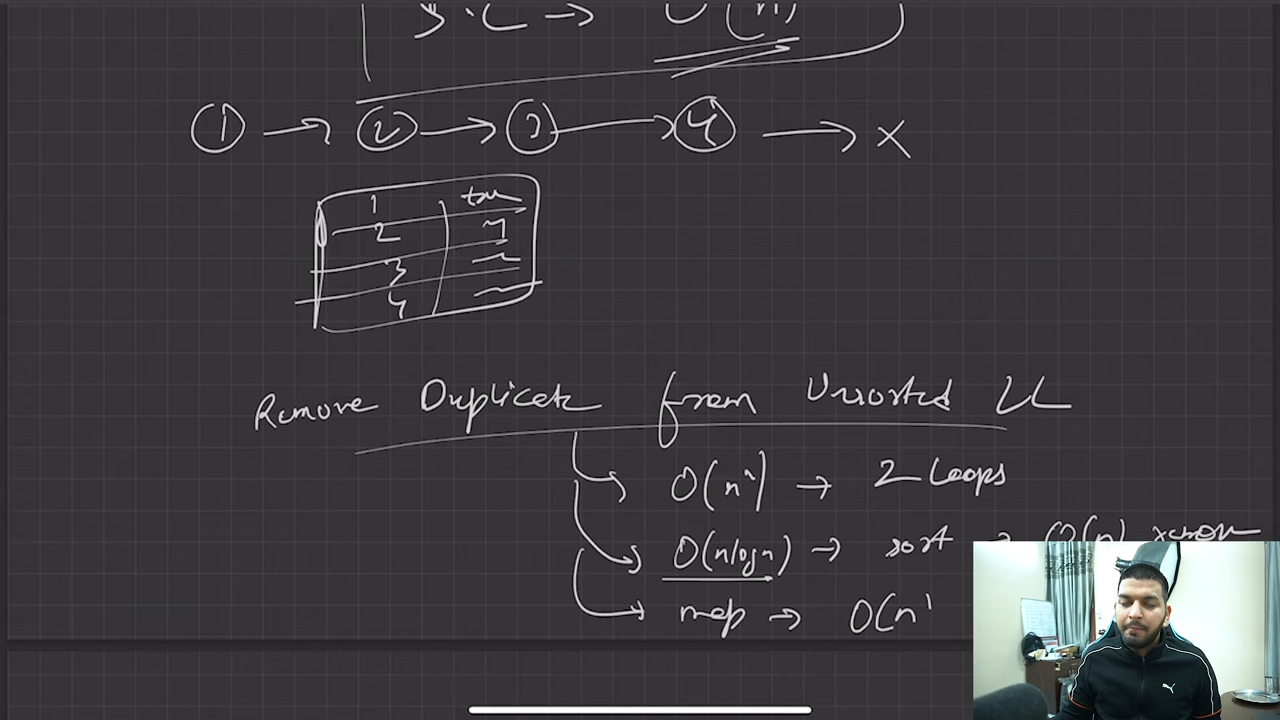 S.C → O(n)
① → ② → ③ → ④ → X
1 true
2
3
4
Remove Duplicate from Unsorted LL
O(n²) → 2 Loops
O(nlogn) → sort → O(n)
map → O(n)